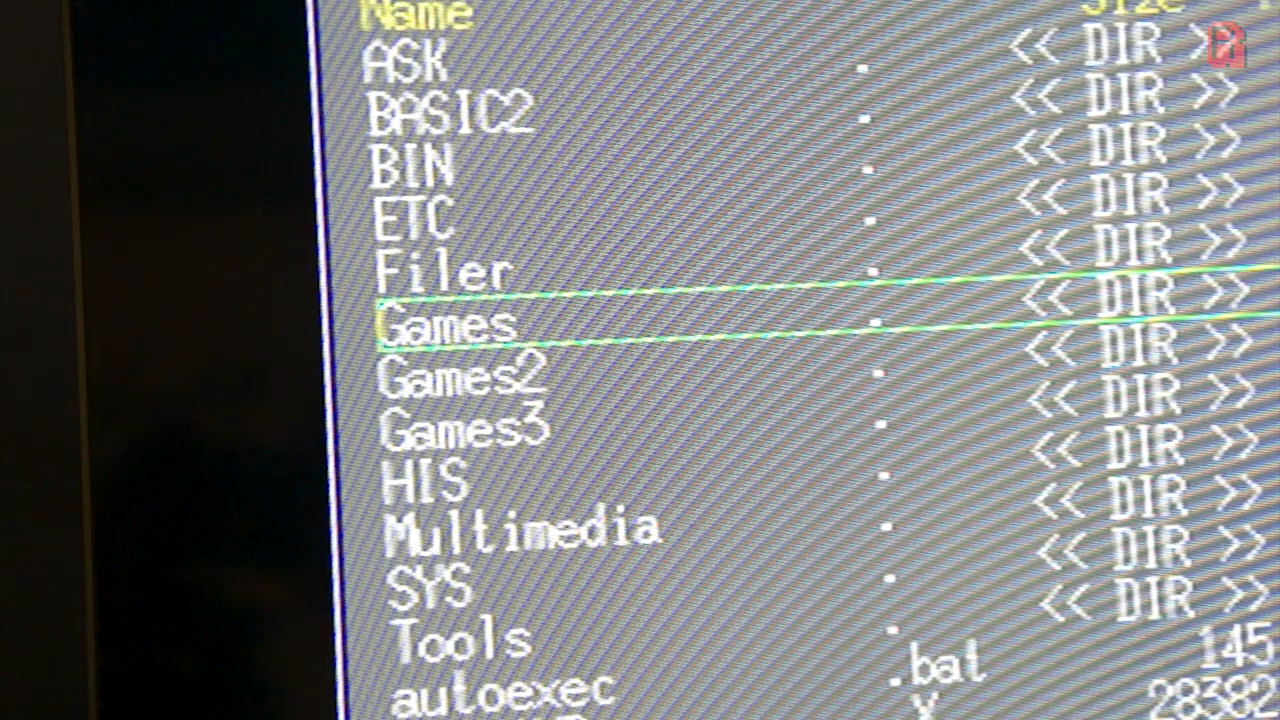 Name Size
ASK . << DIR >>
BASIC2 . << DIR >>
BIN . << DIR >>
ETC . << DIR >>
Filer . << DIR >>
Games . << DIR >>
Games2 . << DIR >>
Games3 . << DIR >>
HIS . << DIR >>
Multimedia . << DIR >>
SYS . << DIR >>
Tools . << DIR >>
autoexec .bat 145
28382